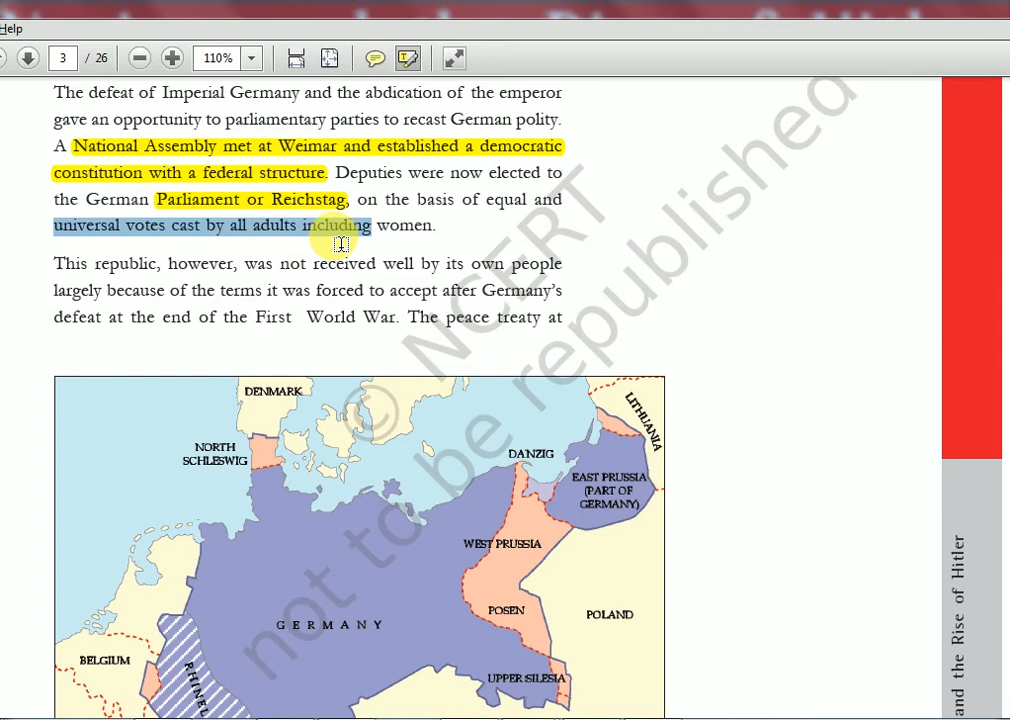 Help
3 / 26 110%
The defeat of Imperial Germany and the abdication of the emperor
gave an opportunity to parliamentary parties to recast German polity.
A National Assembly met at Weimar and established a democratic
constitution with a federal structure. Deputies were now elected to
the German Parliament or Reichstag, on the basis of equal and
universal votes cast by all adults including women.
This republic, however, was not received well by its own people
largely because of the terms it was forced to accept after Germany's
defeat at the end of the First World War. The peace treaty at
DENMARK
LITHUANIA
NORTH
SCHLESWIG
DANZIG
EAST PRUSSIA
(PART OF
GERMANY)
WEST PRUSSIA
POSEN
POLAND
GERMANY
BELGIUM
RHINEL
UPPER SILESIA
© NCERT
not to be republished
and the Rise of Hitler